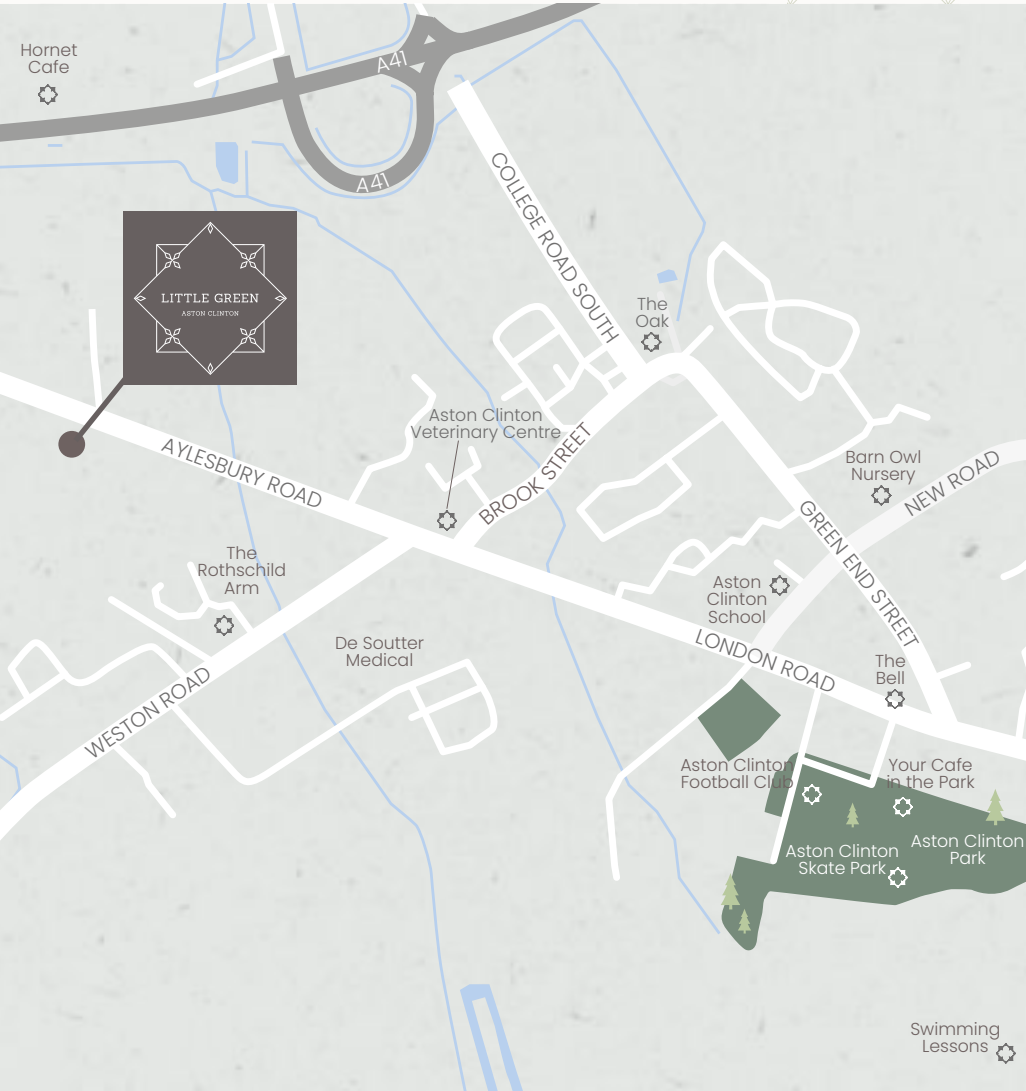 Hornet
Cafe
A41
A41
COLLEGE ROAD SOUTH
LITTLE GREEN
ASTON CLINTON
The
Oak
Aston Clinton
Veterinary Centre
BROOK STREET
AYLESBURY ROAD
Barn Owl
Nursery
NEW ROAD
GREEN END STREET
The
Rothschild
Arm
Aston
Clinton
School
De Soutter
Medical
LONDON ROAD
The
Bell
WESTON ROAD
Aston Clinton
Football Club
Your Cafe
in the Park
Aston Clinton
Park
Aston Clinton
Skate Park
Swimming
Lessons